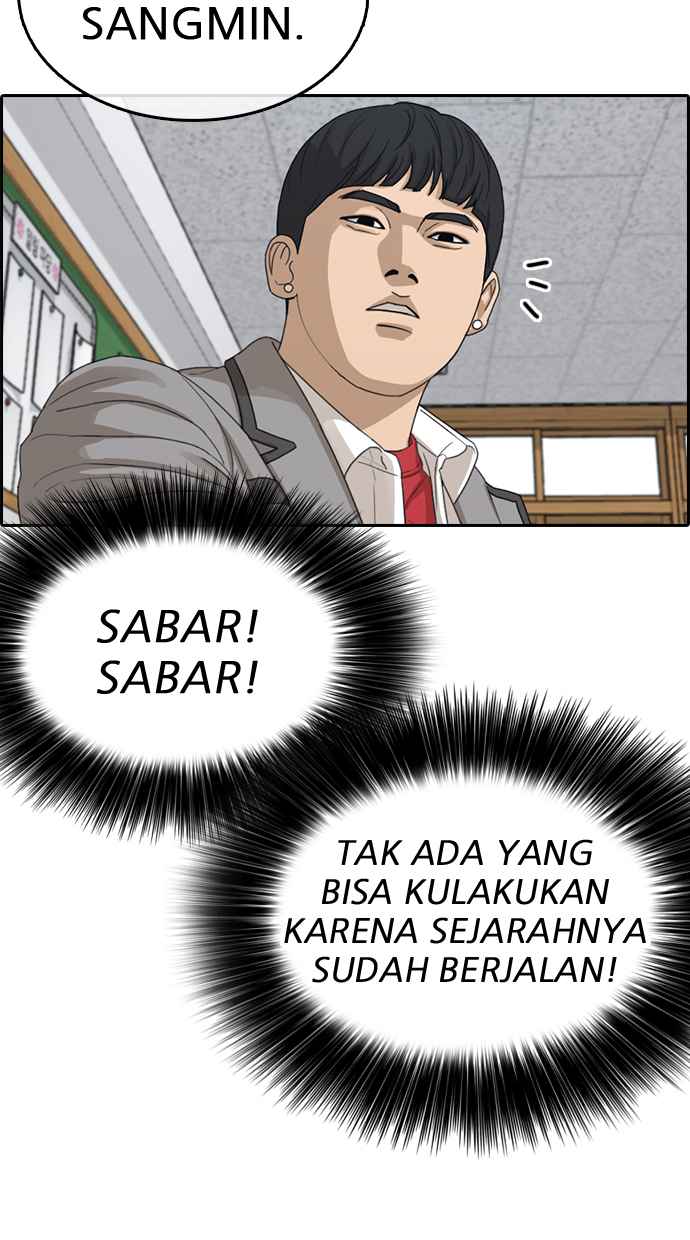 SANGMIN.
SABAR!
SABAR!
TAK ADA YANG
BISA KULAKUKAN
KARENA SEJARAHNYA
SUDAH BERJALAN!